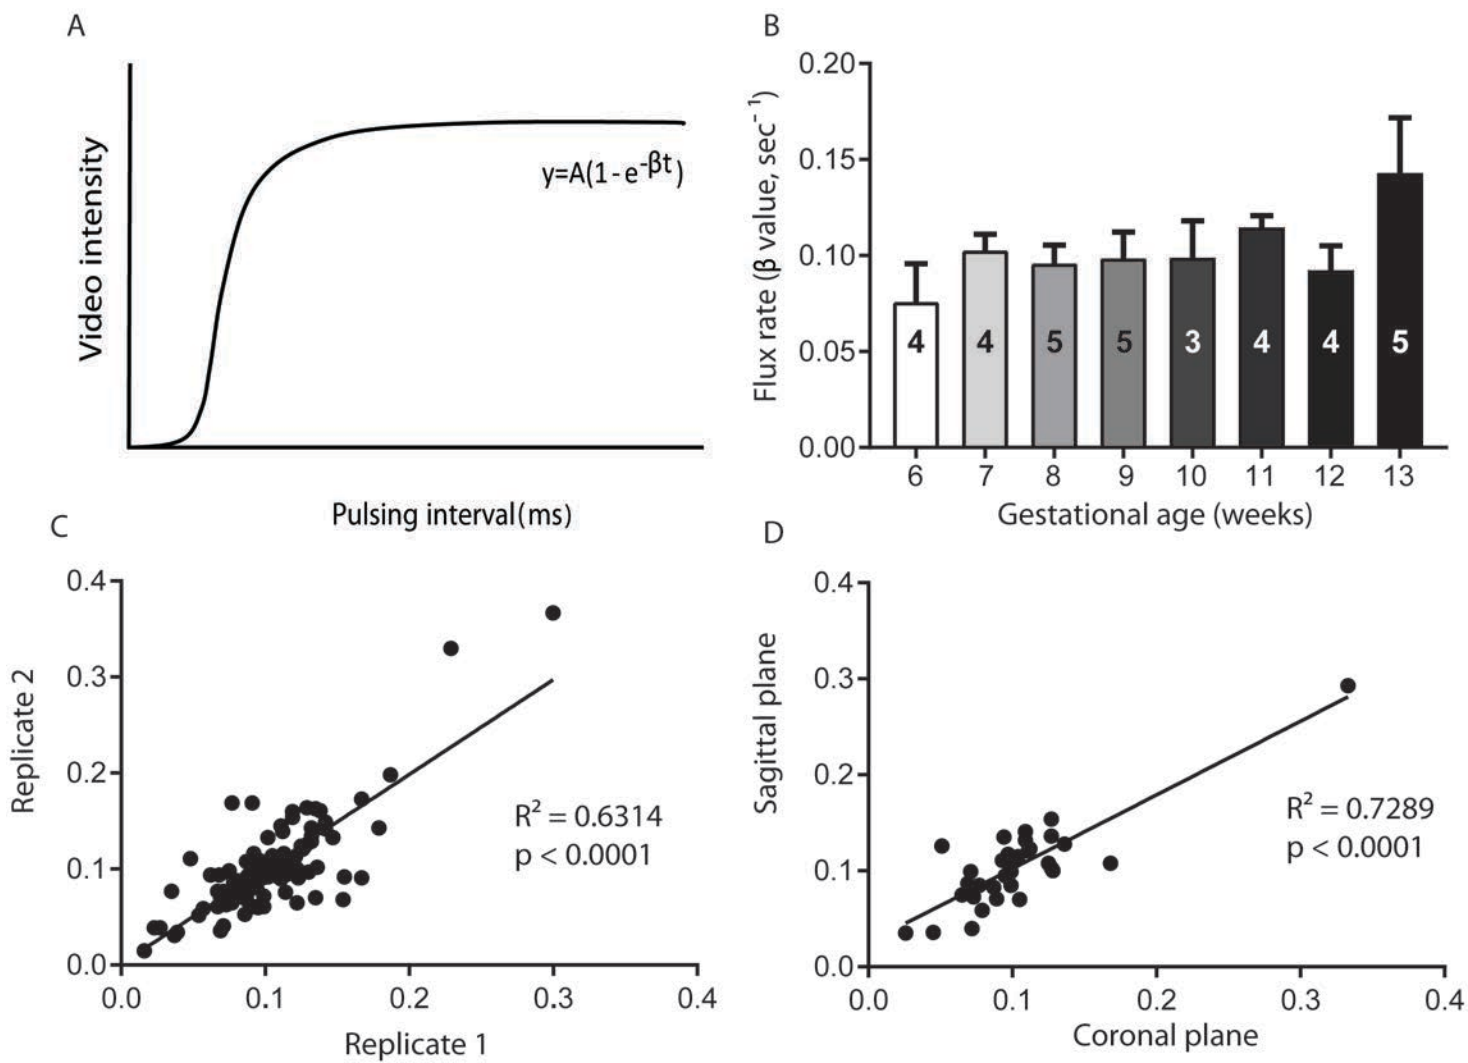 A
Video intensity
y=A(1-e^-βt)
Pulsing interval(ms)
B
Flux rate (β value, sec⁻¹)
0.20
0.15
0.10
0.05
0.00
4 4 5 5 3 4 4 5
6 7 8 9 10 11 12 13
Gestational age (weeks)
C
Replicate 2
0.4
0.3
0.2
0.1
0.0
R² = 0.6314
p < 0.0001
0.0 0.1 0.2 0.3 0.4
Replicate 1
D
Sagittal plane
0.4
0.3
0.2
0.1
0.0
R² = 0.7289
p < 0.0001
0.0 0.1 0.2 0.3 0.4
Coronal plane